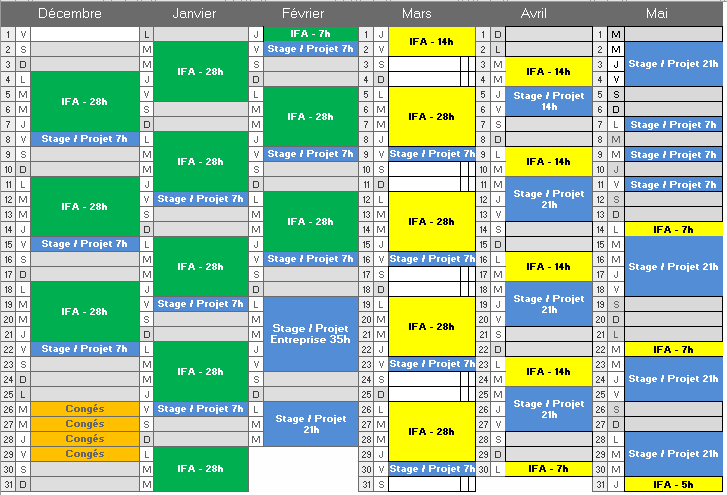 Décembre Janvier Février Mars Avril Mai
1 V L J IFA - 7h 1 J IFA - 14h 1 D 1 M
2 S M V Stage / Projet 7h 2 V 2 L 2 M
3 D M IFA - 28h S 3 S 3 M IFA - 14h 3 J Stage / Projet 21h
4 L J D 4 D 4 M 4 V
5 M IFA - 28h V L 5 L 5 J Stage / Projet 5 S
6 M S M IFA - 28h 6 M IFA - 28h 6 V 14h 6 D
7 J D M 7 M 7 S 7 L Stage / Projet 7h
8 V Stage / Projet 7h L J 8 J 8 D 8 M
9 S M IFA - 28h V Stage / Projet 7h 9 V Stage / Projet 7h 9 L IFA - 14h 9 M Stage / Projet 7h
10 D M S 10 S 10 M 10 J
11 L J D 11 D 11 M Stage / Projet 11 V Stage / Projet 7h
12 M IFA - 28h V Stage / Projet 7h L 12 L 12 J 21h 12 S
13 M S M IFA - 28h 13 M IFA - 28h 13 V 13 D
14 J D M 14 M 14 S 14 L IFA - 7h
15 V Stage / Projet 7h L J 15 J 15 D 15 M
16 S M IFA - 28h V Stage / Projet 7h 16 V Stage / Projet 7h 16 L IFA - 14h 16 M Stage / Projet 21h
17 D M S 17 S 17 M 17 J
18 L J D 18 D 18 M Stage / Projet 18 V
19 M IFA - 28h V Stage / Projet 7h L 19 L 19 J 21h 19 S
20 M S M Stage / Projet 20 M IFA - 28h 20 V 20 D
21 J D M Entreprise 35h 21 M 21 S 21 L
22 V Stage / Projet 7h L J 22 J 22 D 22 M IFA - 7h
23 S M IFA - 28h V 23 V Stage / Projet 7h 23 L IFA - 14h 23 M Stage / Projet 21h
24 D M S 24 S 24 M 24 J
25 L J D 25 D 25 M Stage / Projet 25 V
26 M Congés V Stage / Projet 7h L Stage / Projet 26 L 26 J 21h 26 S
27 M Congés S M 21h 27 M IFA - 28h 27 V 27 D
28 J Congés D M 28 M 28 S 28 L
29 V Congés L 29 J 29 D 29 M Stage / Projet 21h
30 S M IFA - 28h 30 V Stage / Projet 7h 30 L IFA - 7h 30 M
31 D M 31 S 31 J IFA - 5h